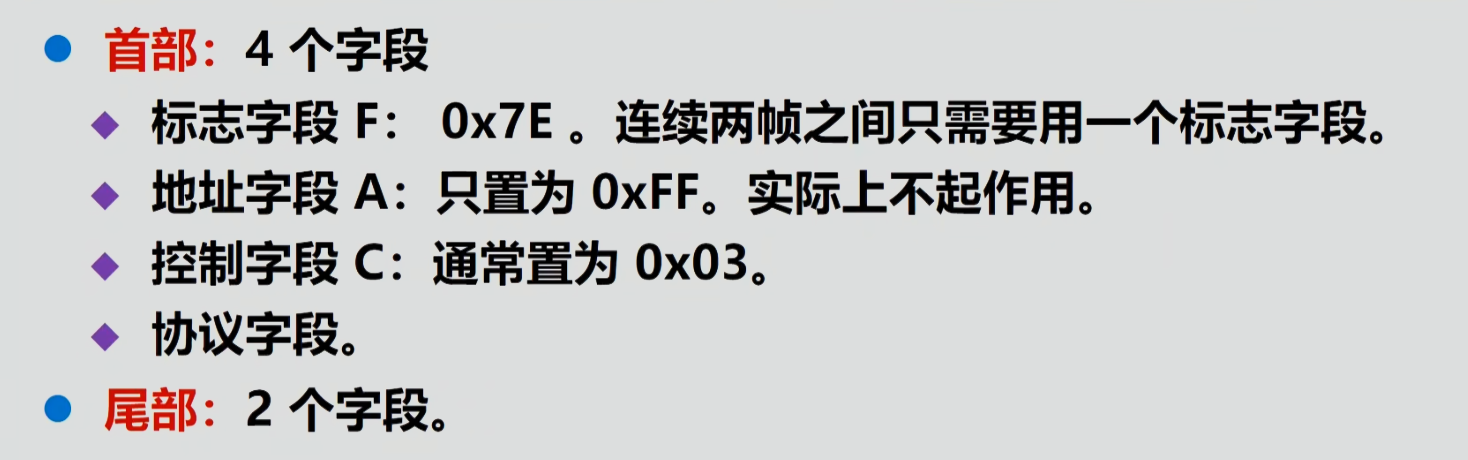 首部：4 个字段
标志字段 F： 0x7E 。连续两帧之间只需要用一个标志字段。
地址字段 A：只置为 0xFF。实际上不起作用。
控制字段 C：通常置为 0x03。
协议字段。
尾部：2 个字段。